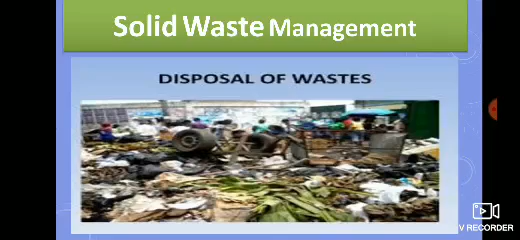 Solid Waste Management
DISPOSAL OF WASTES
V RECORDER